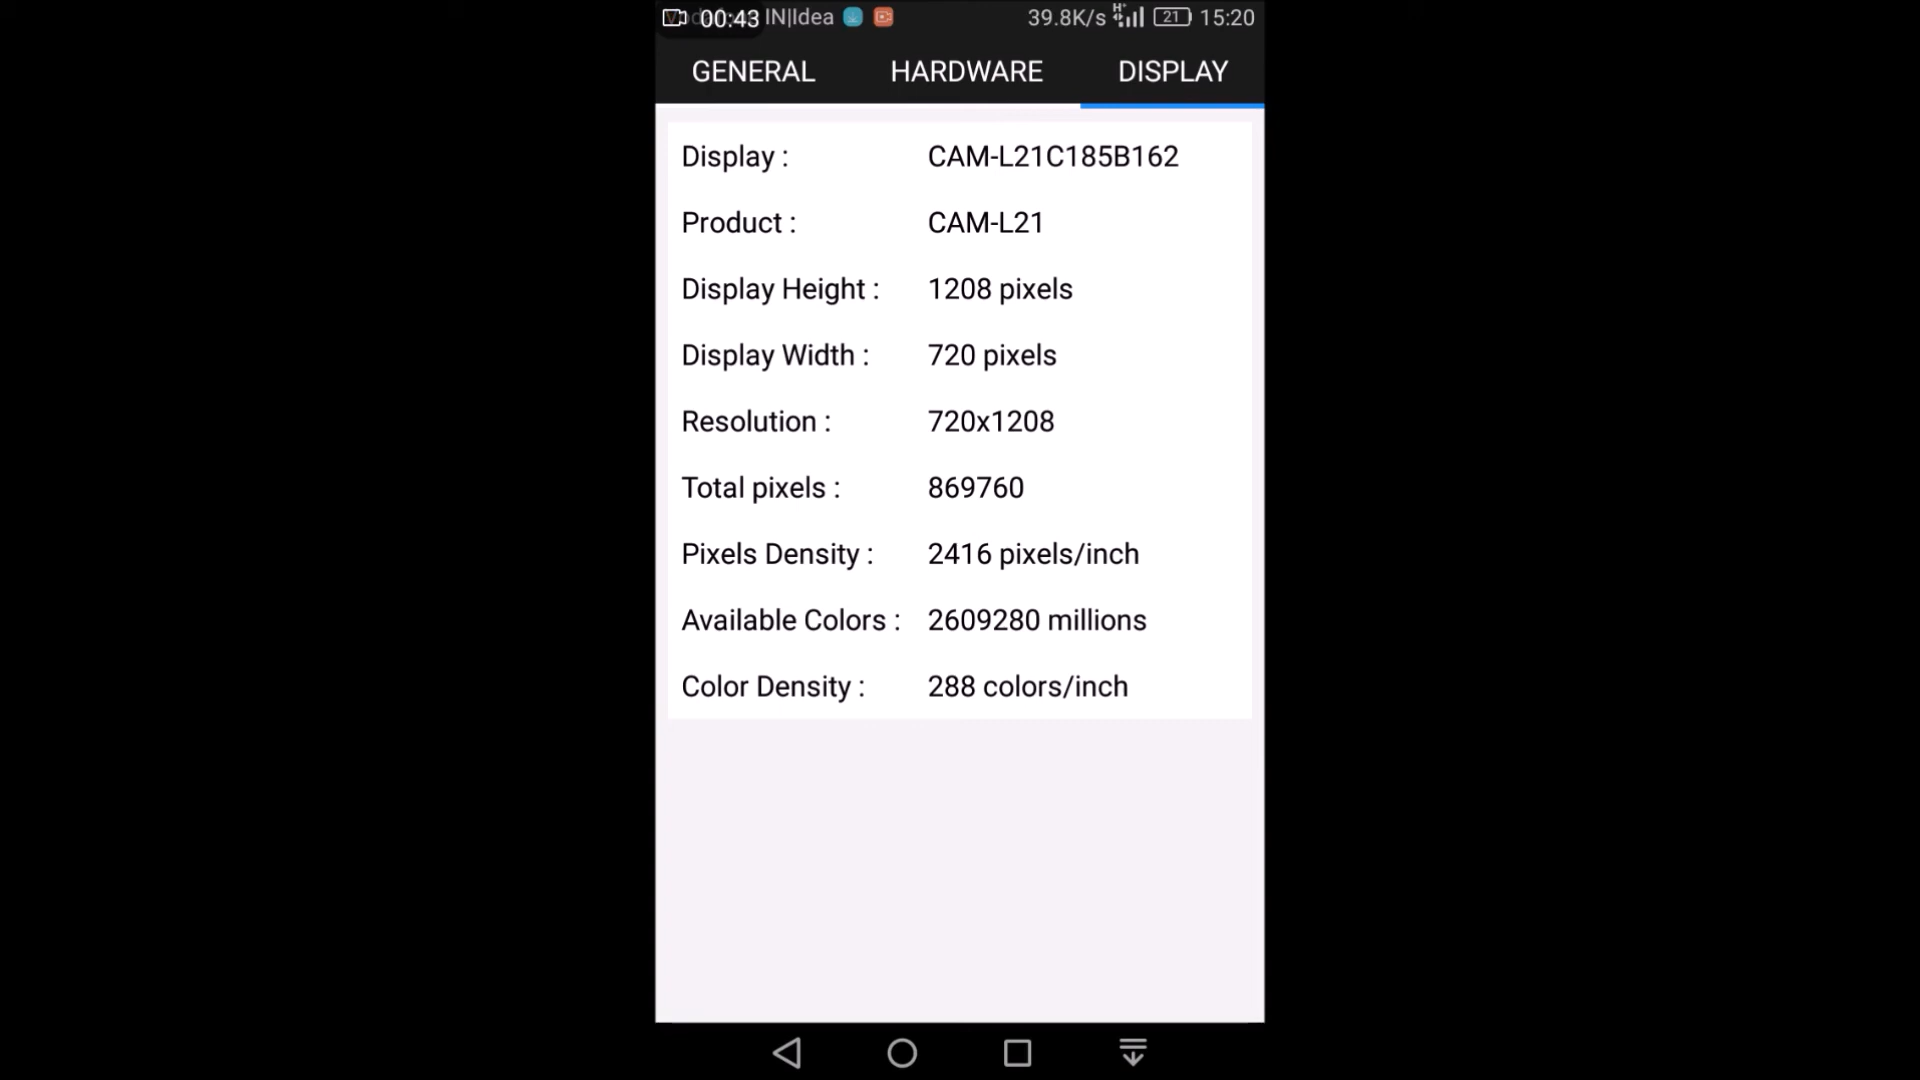 00:43 IN|Idea 39.8K/s H+ 21 15:20
GENERAL HARDWARE DISPLAY
Display : CAM-L21C185B162
Product : CAM-L21
Display Height : 1208 pixels
Display Width : 720 pixels
Resolution : 720x1208
Total pixels : 869760
Pixels Density : 2416 pixels/inch
Available Colors : 2609280 millions
Color Density : 288 colors/inch